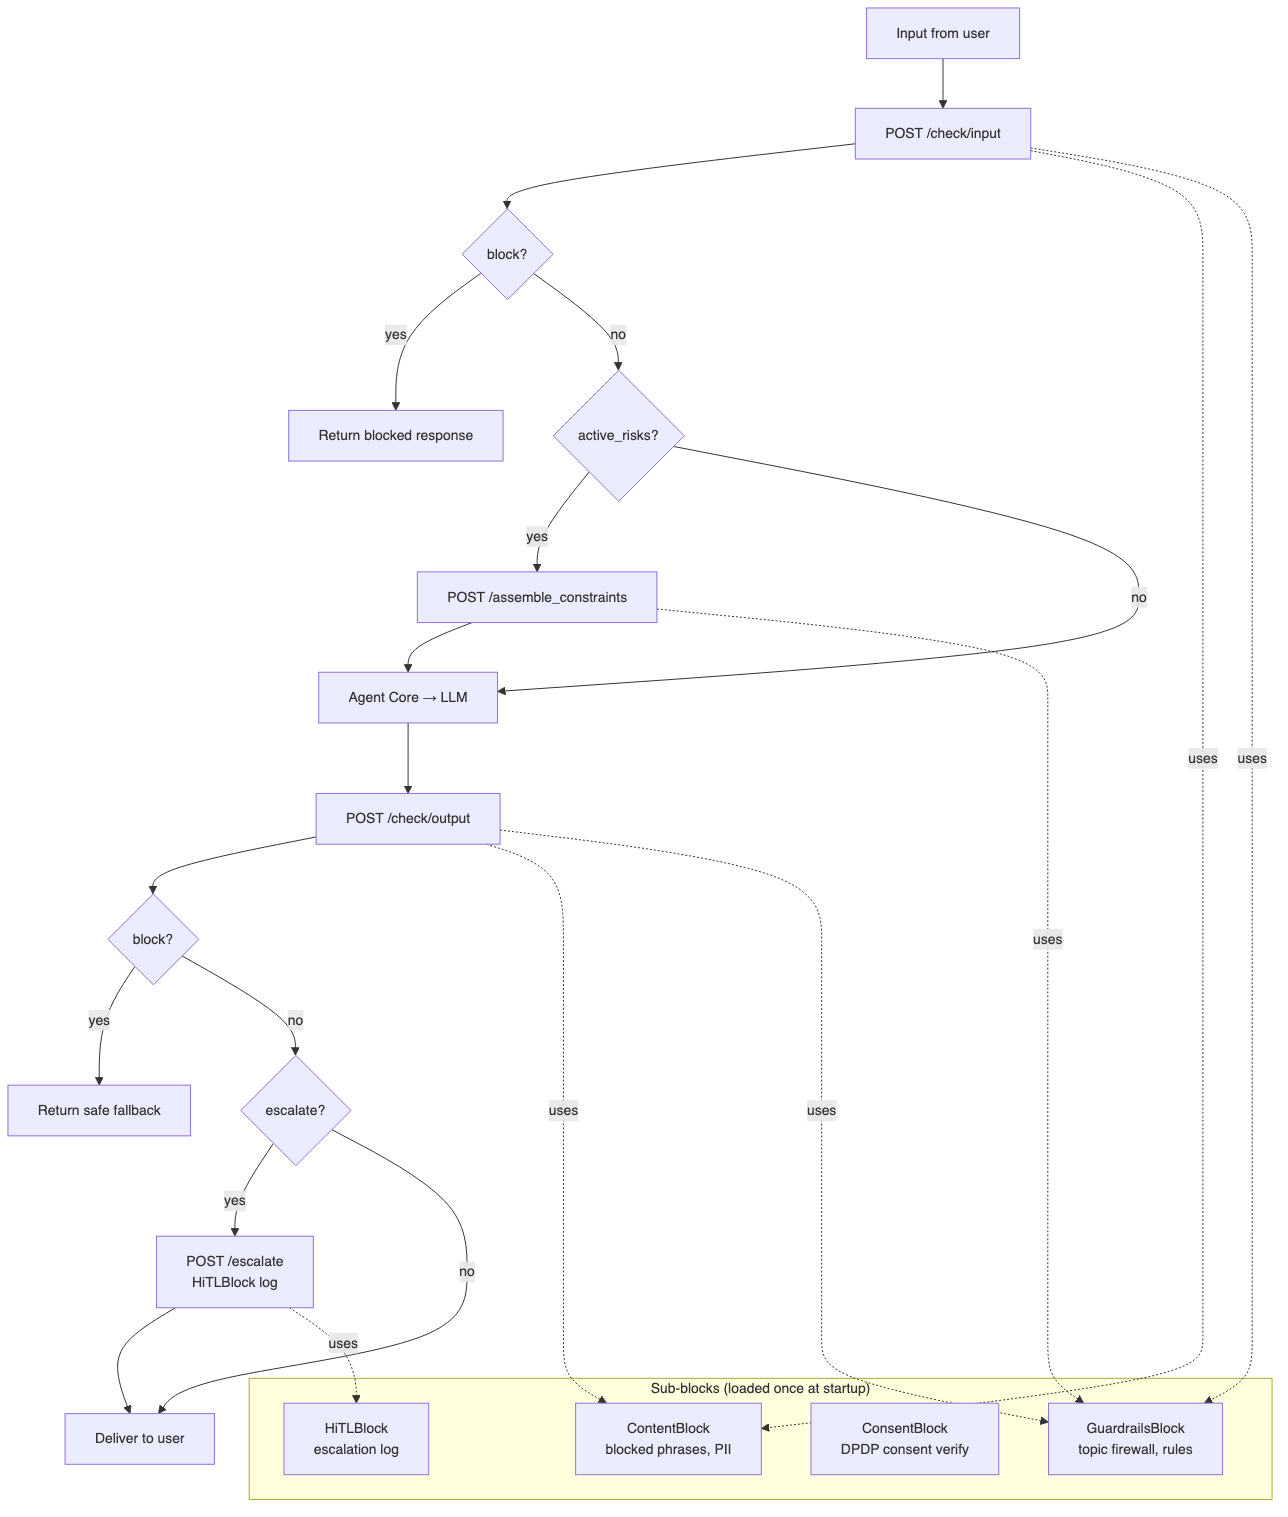 Input from user
POST /check/input
block?
yes
no
Return blocked response
active_risks?
yes
POST /assemble_constraints
no
Agent Core → LLM
uses
uses
POST /check/output
block?
uses
yes
no
Return safe fallback
escalate?
uses
uses
yes
POST /escalate
HiTLBlock log
no
uses
Sub-blocks (loaded once at startup)
Deliver to user
HiTLBlock
escalation log
ContentBlock
blocked phrases, PII
ConsentBlock
DPDP consent verify
GuardrailsBlock
topic firewall, rules